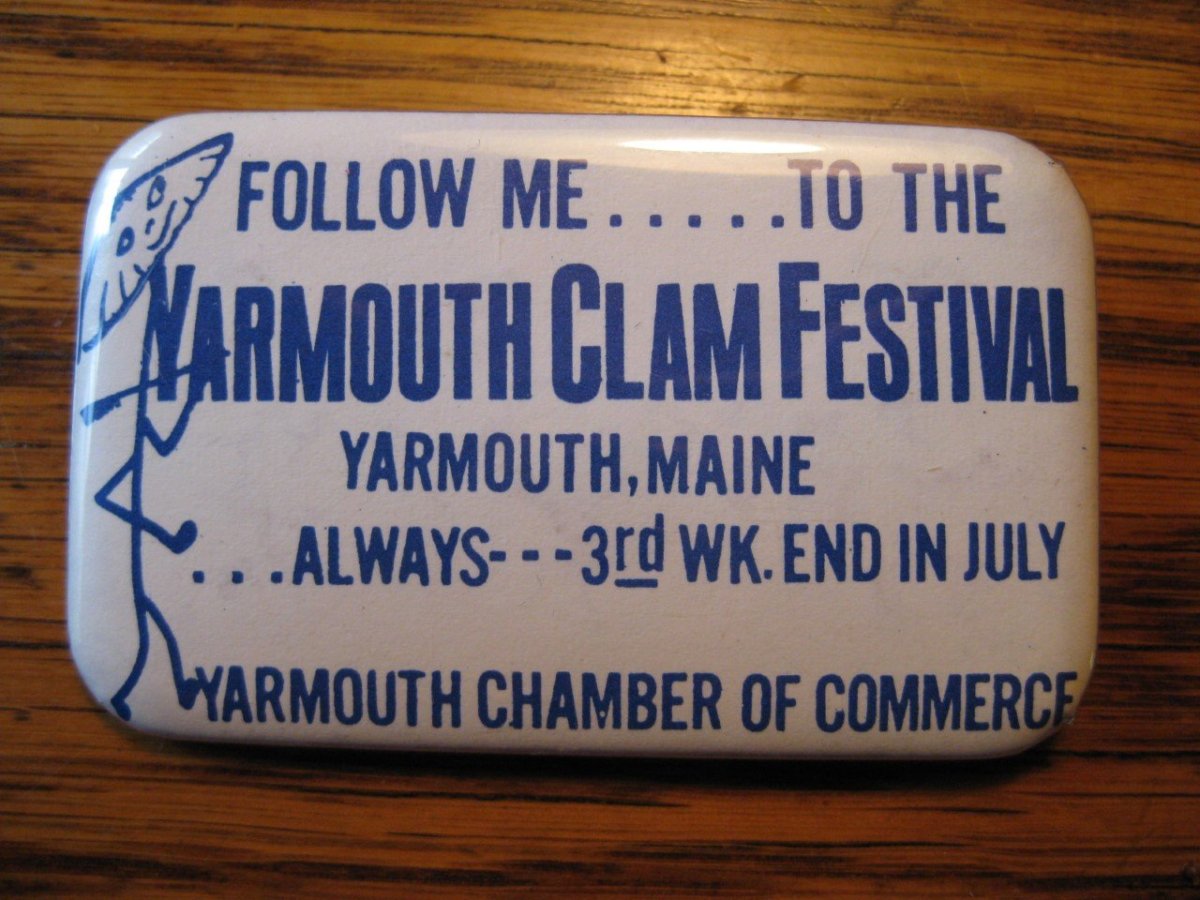 FOLLOW ME.....TO THE
YARMOUTH CLAM FESTIVAL
YARMOUTH, MAINE
...ALWAYS---3rd WK. END IN JULY
YARMOUTH CHAMBER OF COMMERCE